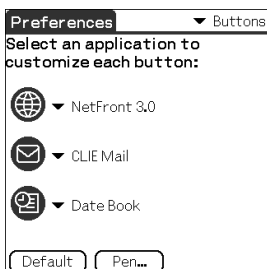 Preferences Buttons
Select an application to
customize each button:
NetFront 3.0
CLIE Mail
Date Book
Default Pen...